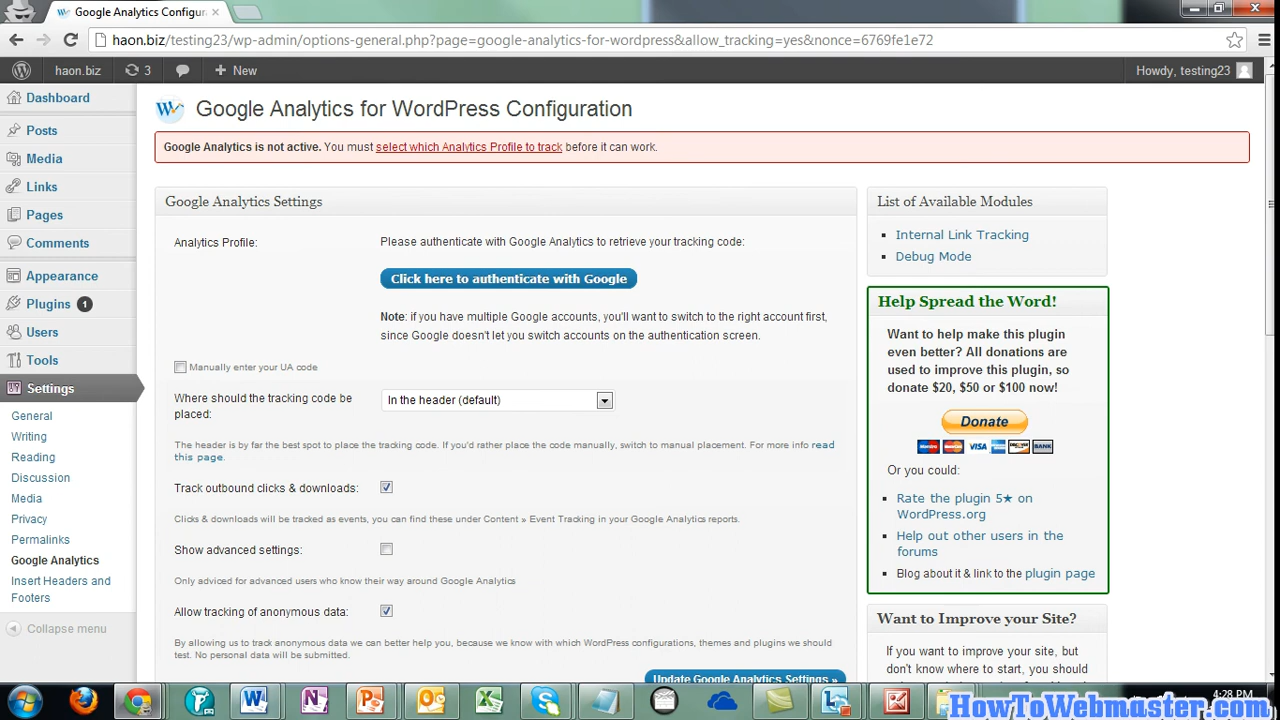 Google Analytics Configur
haon.biz/testing23/wp-admin/options-general.php?page=google-analytics-for-wordpress&allow_tracking=yes&nonce=6769fe1e72
haon.biz 3 + New Howdy, testing23
Dashboard
Posts
Media
Links
Pages
Comments
Appearance
Plugins 1
Users
Tools
Settings
General
Writing
Reading
Discussion
Media
Privacy
Permalinks
Google Analytics
Insert Headers and
Footers
Collapse menu
Google Analytics for WordPress Configuration
Google Analytics is not active. You must select which Analytics Profile to track before it can work.
Google Analytics Settings
Analytics Profile: Please authenticate with Google Analytics to retrieve your tracking code:
Click here to authenticate with Google
Note: if you have multiple Google accounts, you'll want to switch to the right account first,
since Google doesn't let you switch accounts on the authentication screen.
Manually enter your UA code
Where should the tracking code be
placed:
In the header (default)
The header is by far the best spot to place the tracking code. If you'd rather place the code manually, switch to manual placement. For more info read
this page.
Track outbound clicks & downloads:
Clicks & downloads will be tracked as events, you can find these under Content » Event Tracking in your Google Analytics reports.
Show advanced settings:
Only adviced for advanced users who know their way around Google Analytics
Allow tracking of anonymous data:
By allowing us to track anonymous data we can better help you, because we know with which WordPress configurations, themes and plugins we should
test. No personal data will be submitted.
Update Google Analytics Settings »
List of Available Modules
Internal Link Tracking
Debug Mode
Help Spread the Word!
Want to help make this plugin
even better? All donations are
used to improve this plugin, so
donate $20, $50 or $100 now!
Donate
VISA BANK
Or you could:
Rate the plugin 5★ on
WordPress.org
Help out other users in the
forums
Blog about it & link to the plugin page
Want to Improve your Site?
If you want to improve your site, but
don't know where to start, you should
4:28 PM
HowToWebmaster.com